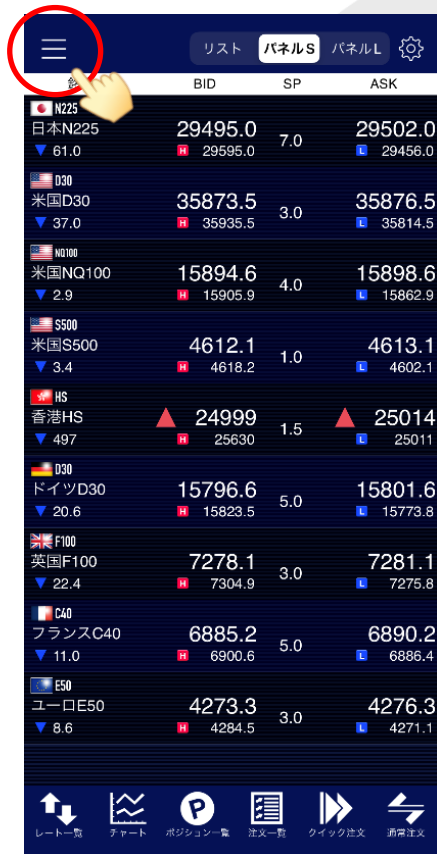 リスト パネルS パネルL
BID SP ASK
N225
日本N225 29495.0 7.0 29502.0
▼ 61.0 H 29595.0 L 29456.0
D30
米国D30 35873.5 3.0 35876.5
▼ 37.0 H 35935.5 L 35814.5
NQ100
米国NQ100 15894.6 4.0 15898.6
▼ 2.9 H 15905.9 L 15862.9
S500
米国S500 4612.1 1.0 4613.1
▼ 3.4 H 4618.2 L 4602.1
HS
香港HS ▲ 24999 1.5 ▲ 25014
▼ 497 H 25630 L 25011
D30
ドイツD30 15796.6 5.0 15801.6
▼ 20.6 H 15823.5 L 15773.8
F100
英国F100 7278.1 3.0 7281.1
▼ 22.4 H 7304.9 L 7275.8
C40
フランスC40 6885.2 5.0 6890.2
▼ 11.0 H 6900.6 L 6886.4
E50
ユーロE50 4273.3 3.0 4276.3
▼ 8.6 H 4284.5 L 4271.1
P
レート一覧 チャート ポジション一覧 注文一覧 クイック注文 通常注文